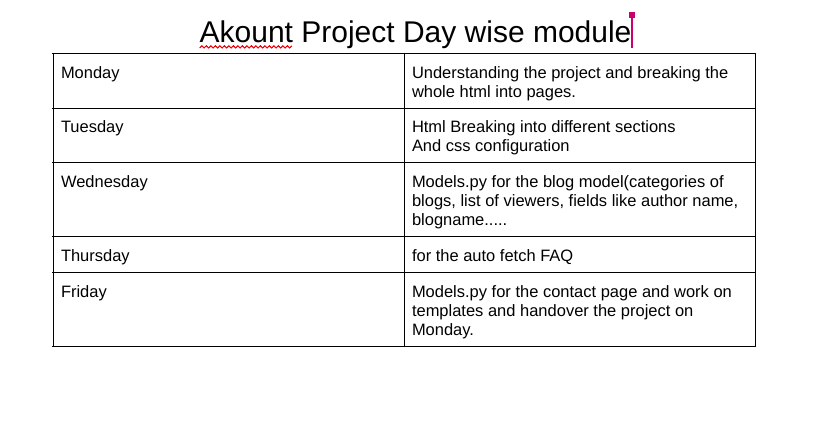 Akount Project Day wise module
Monday
Understanding the project and breaking the
whole html into pages.
Tuesday
Html Breaking into different sections
And css configuration
Wednesday
Models.py for the blog model(categories of
blogs, list of viewers, fields like author name,
blogname.....
Thursday
for the auto fetch FAQ
Friday
Models.py for the contact page and work on
templates and handover the project on
Monday.